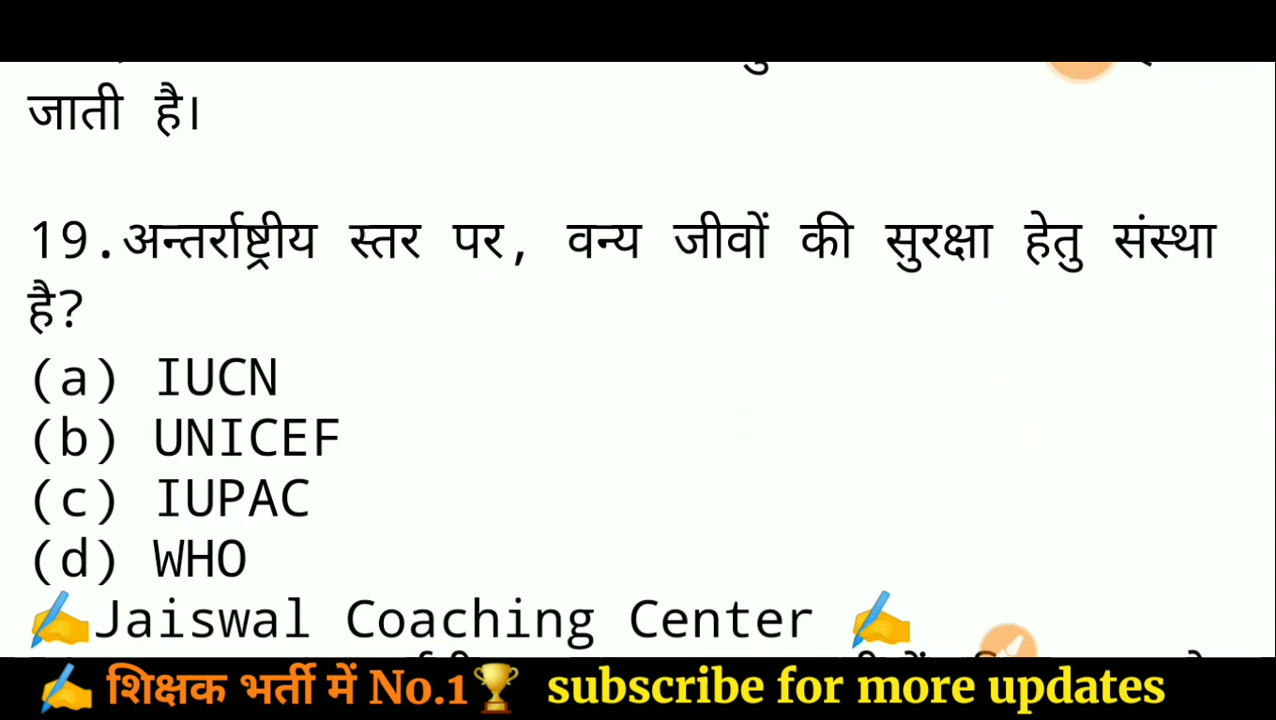 जाती है।
19.अन्तर्राष्ट्रीय स्तर पर, वन्य जीवों की सुरक्षा हेतु संस्था
है?
(a) IUCN
(b) UNICEF
(c) IUPAC
(d) WHO
✍Jaiswal Coaching Center ✍
✍ शिक्षक भर्ती में No.1🏆 subscribe for more updates